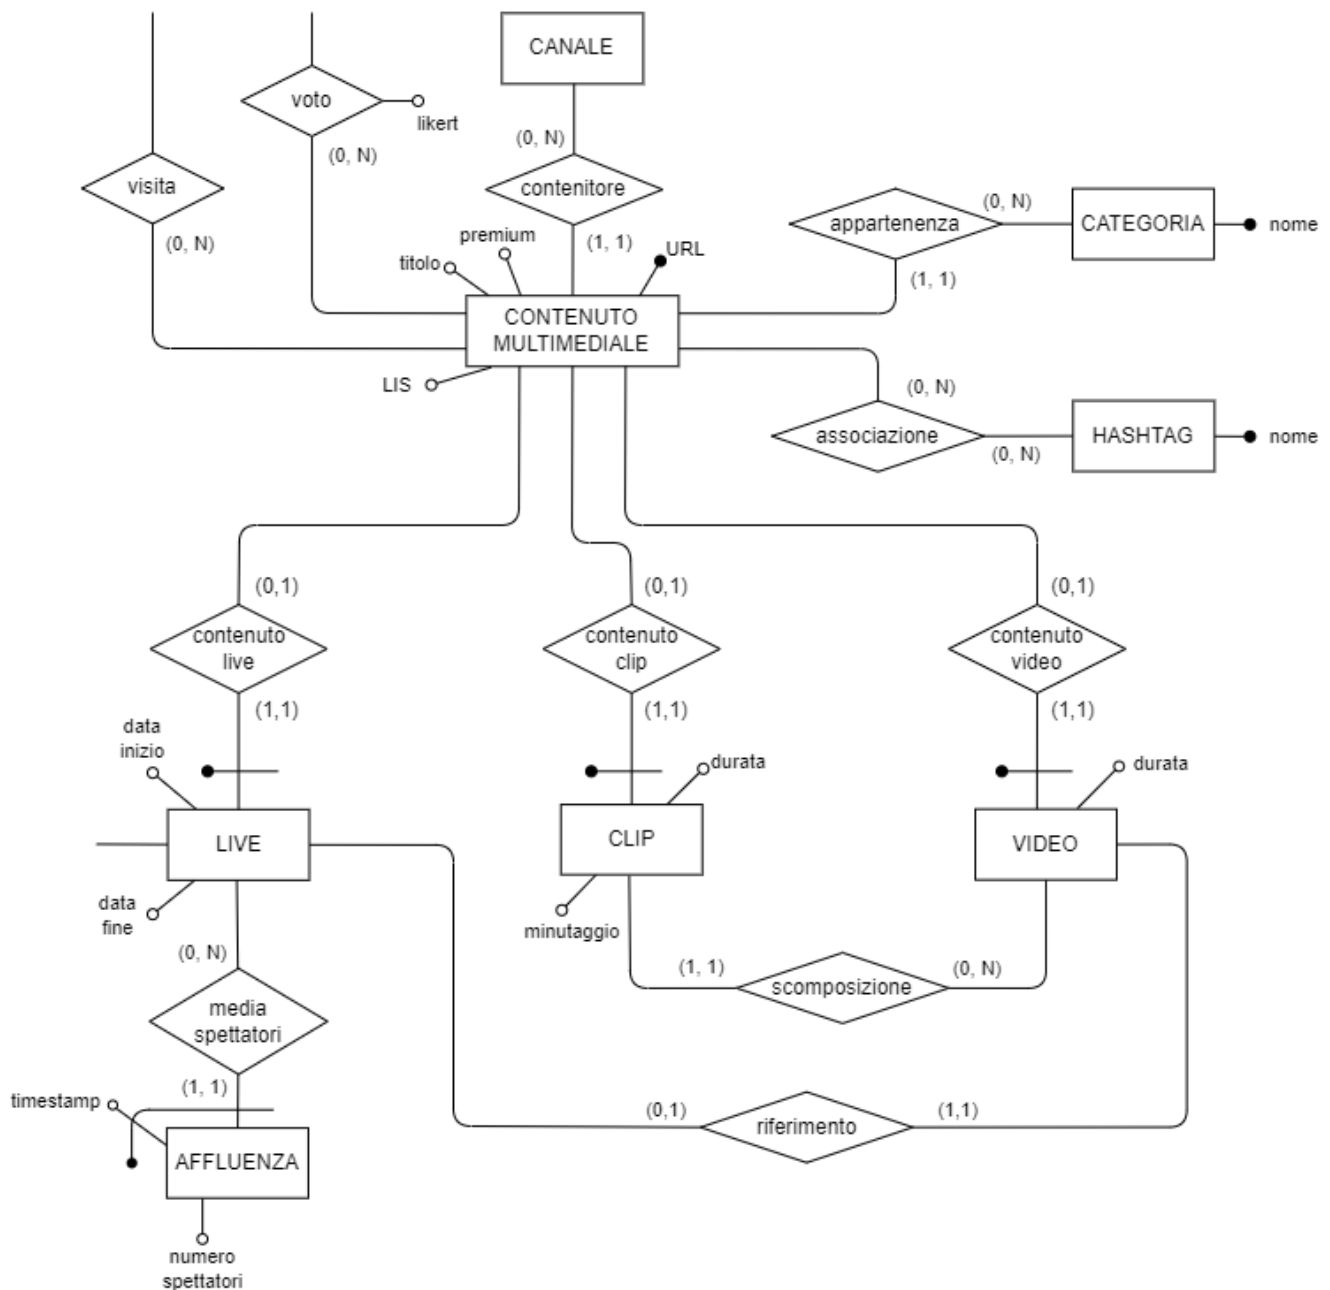 CANALE
voto
likert
(0, N)
(0, N)
contenitore
visita
appartenenza
(0, N)
CATEGORIA
nome
(0, N)
premium
(1, 1)
URL
titolo
(1, 1)
CONTENUTO
MULTIMEDIALE
LIS
(0, N)
associazione
(0, N)
HASHTAG
nome
(0,1)
(0,1)
(0,1)
contenuto
live
contenuto
clip
contenuto
video
(1,1)
(1,1)
(1,1)
data
inizio
durata
durata
LIVE
CLIP
VIDEO
data
fine
minutaggio
(0, N)
(1, 1)
scomposizione
(0, N)
media
spettatori
(1, 1)
timestamp
(0,1)
riferimento
(1,1)
AFFLUENZA
numero
spettatori